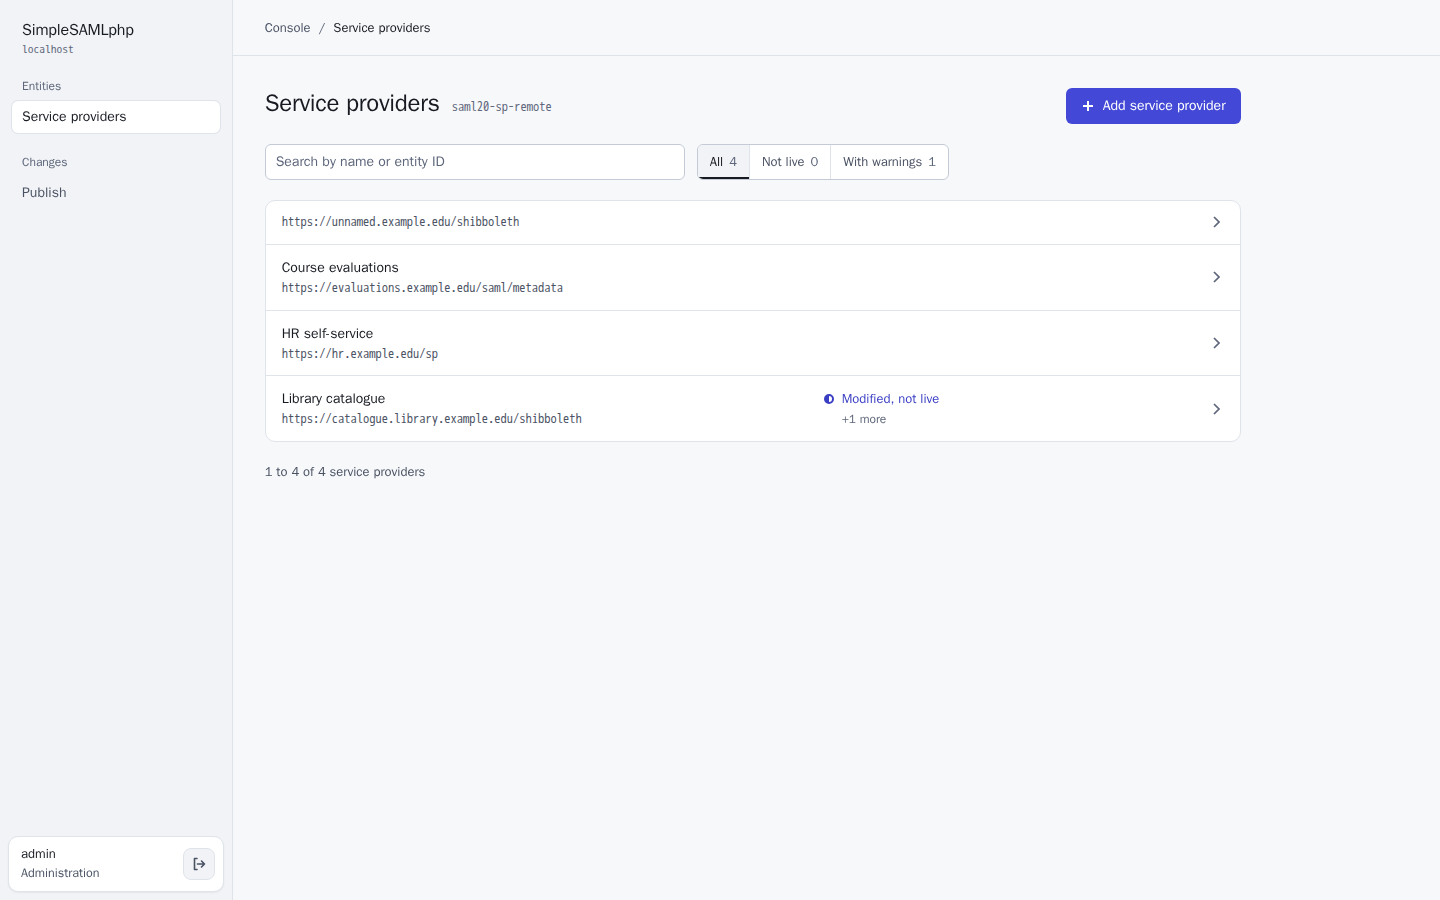 SimpleSAMLphp
localhost
Entities
Service providers
Changes
Publish
admin
Administration
Console / Service providers
Service providers saml20-sp-remote
Add service provider
Search by name or entity ID
All 4 Not live 0 With warnings 1
https://unnamed.example.edu/shibboleth
Course evaluations
https://evaluations.example.edu/saml/metadata
HR self-service
https://hr.example.edu/sp
Library catalogue
https://catalogue.library.example.edu/shibboleth
Modified, not live
+1 more
1 to 4 of 4 service providers